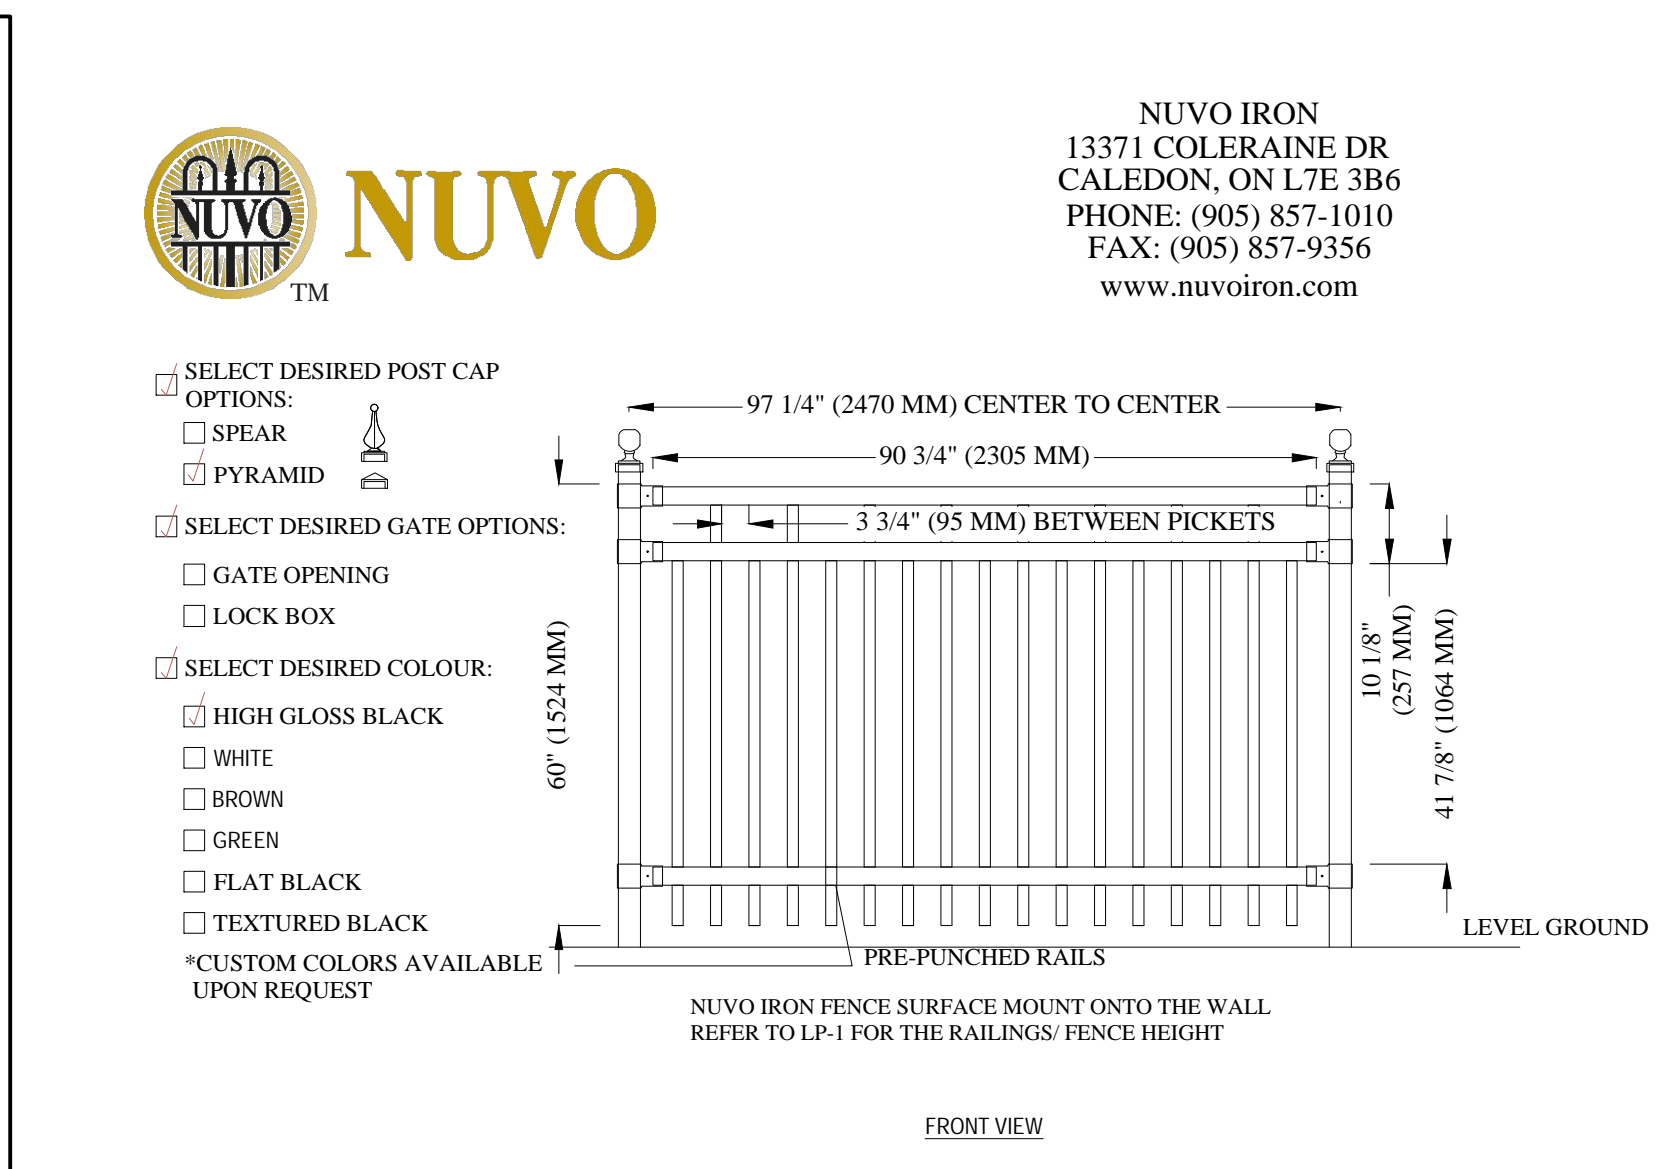 NUVO IRON
13371 COLERAINE DR
CALEDON, ON L7E 3B6
PHONE: (905) 857-1010
FAX: (905) 857-9356
www.nuvoiron.com
NUVO
NUVO
TM
SELECT DESIRED POST CAP
OPTIONS:
SPEAR
PYRAMID
SELECT DESIRED GATE OPTIONS:
GATE OPENING
LOCK BOX
SELECT DESIRED COLOUR:
HIGH GLOSS BLACK
WHITE
BROWN
GREEN
FLAT BLACK
TEXTURED BLACK
*CUSTOM COLORS AVAILABLE
UPON REQUEST
97 1/4" (2470 MM) CENTER TO CENTER
90 3/4" (2305 MM)
3 3/4" (95 MM) BETWEEN PICKETS
60" (1524 MM)
10 1/8"
(257 MM)
41 7/8" (1064 MM)
LEVEL GROUND
PRE-PUNCHED RAILS
NUVO IRON FENCE SURFACE MOUNT ONTO THE WALL
REFER TO LP-1 FOR THE RAILINGS/ FENCE HEIGHT
FRONT VIEW